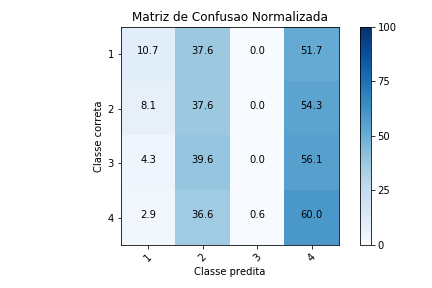 Matriz de Confusao Normalizada
Classe correta
1 10.7 37.6 0.0 51.7
2 8.1 37.6 0.0 54.3
3 4.3 39.6 0.0 56.1
4 2.9 36.6 0.6 60.0
1 2 3 4
Classe predita
100
75
50
25
0